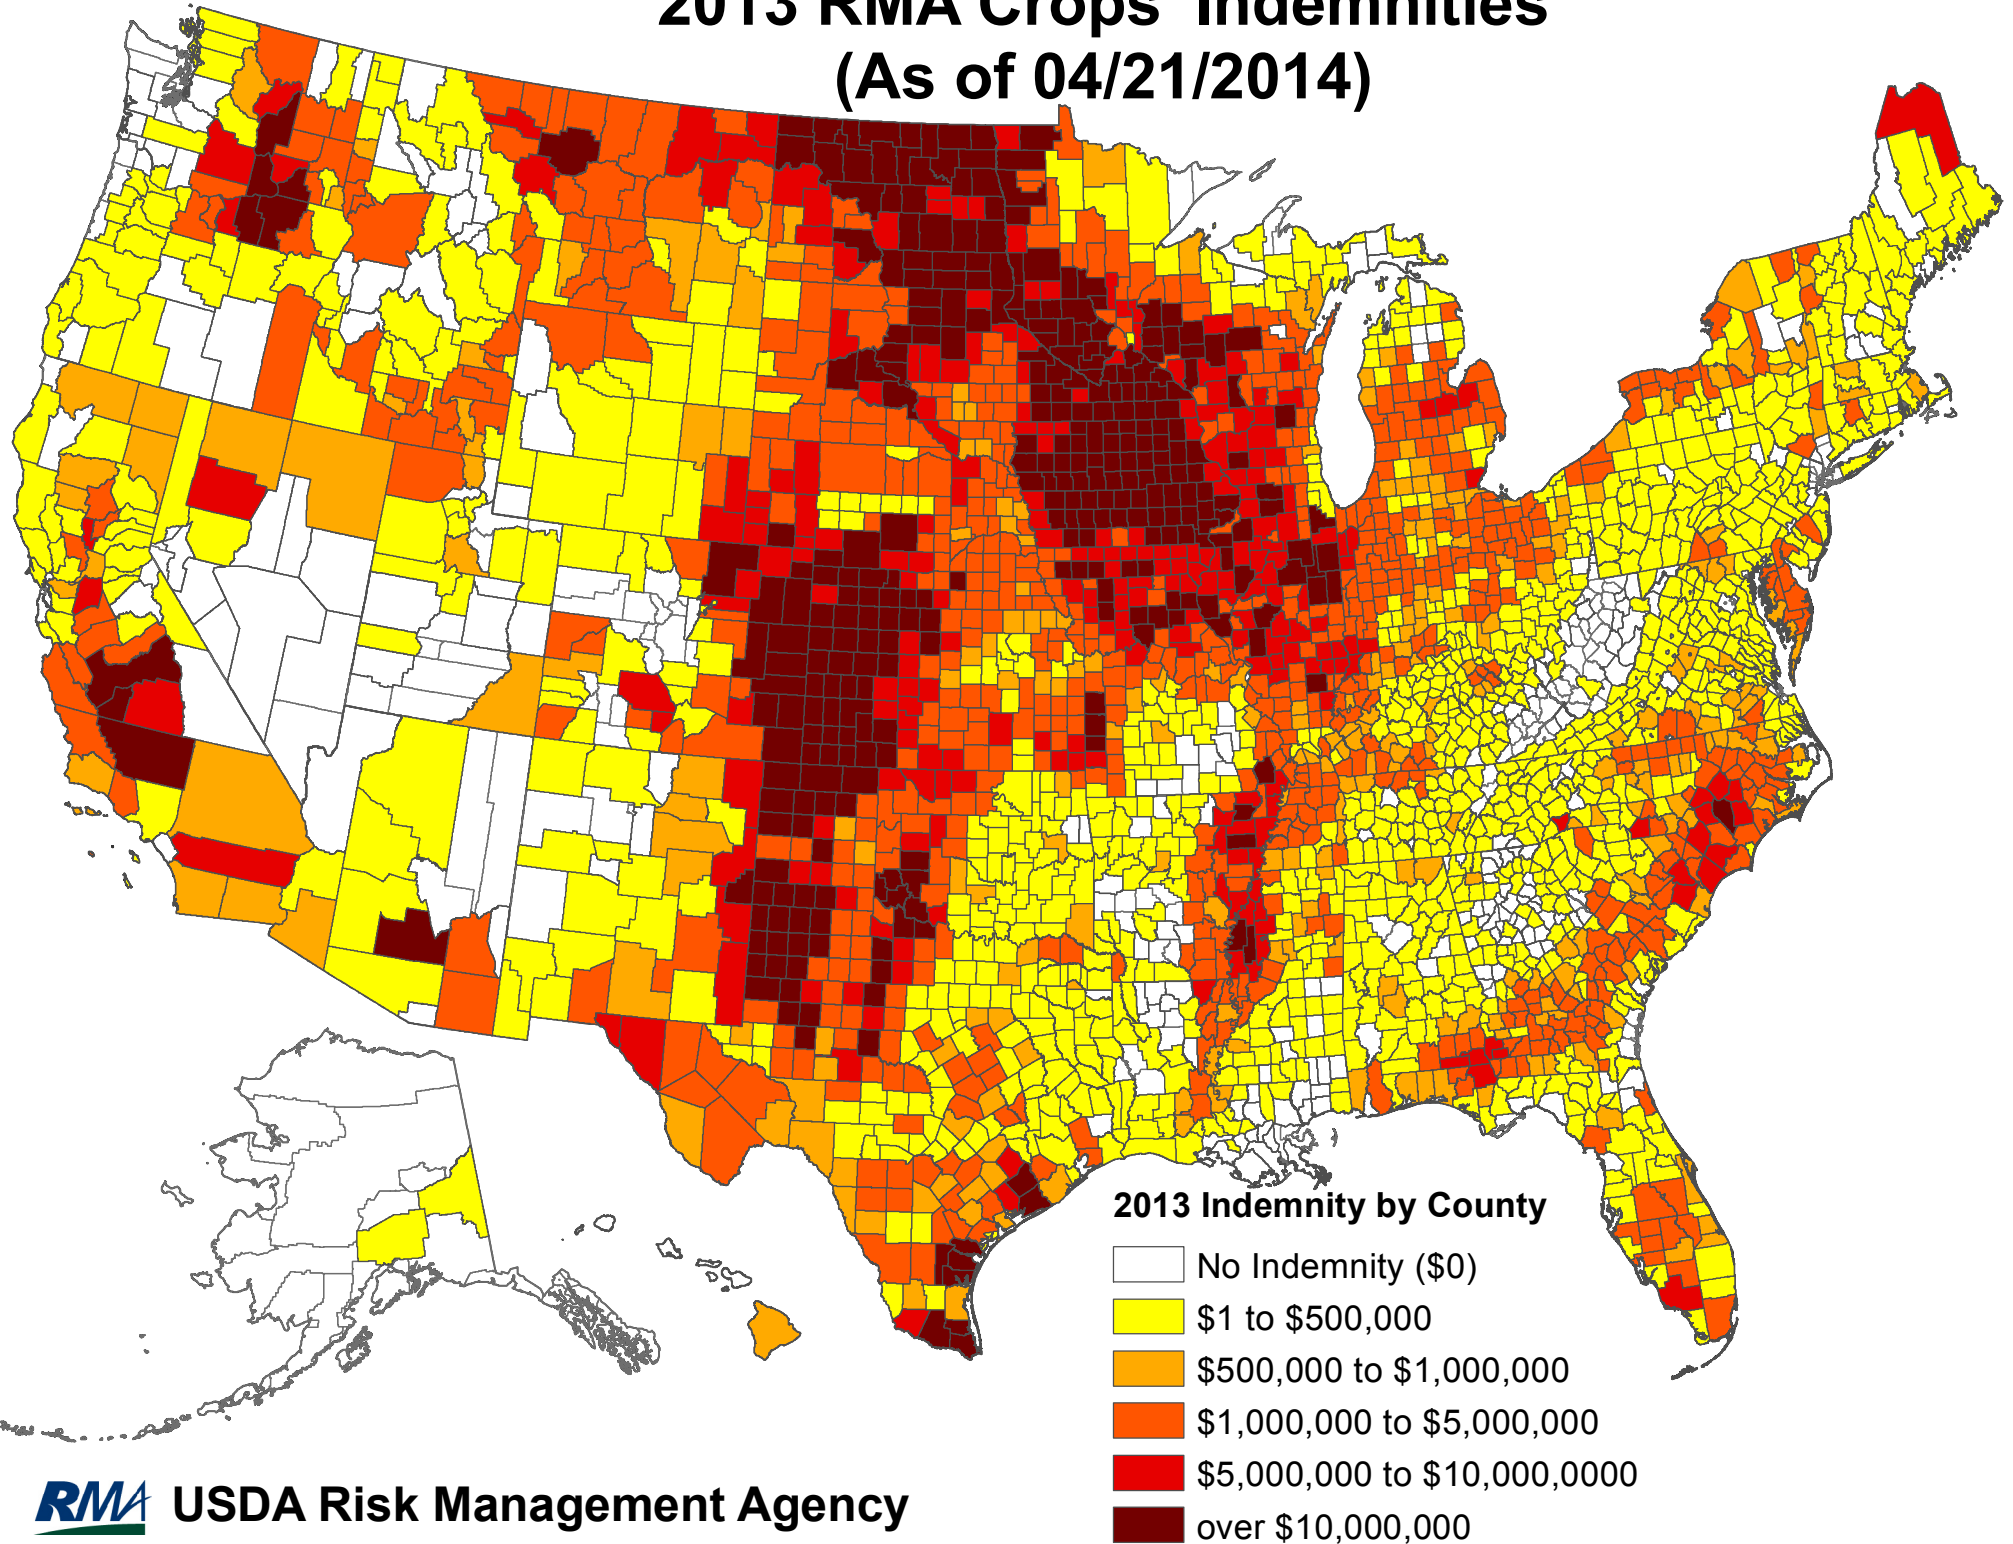 2013 RMA Crops' Indemnities
(As of 04/21/2014)
2013 Indemnity by County
No Indemnity ($0)
$1 to $500,000
$500,000 to $1,000,000
$1,000,000 to $5,000,000
$5,000,000 to $10,000,0000
over $10,000,000
RMA USDA Risk Management Agency